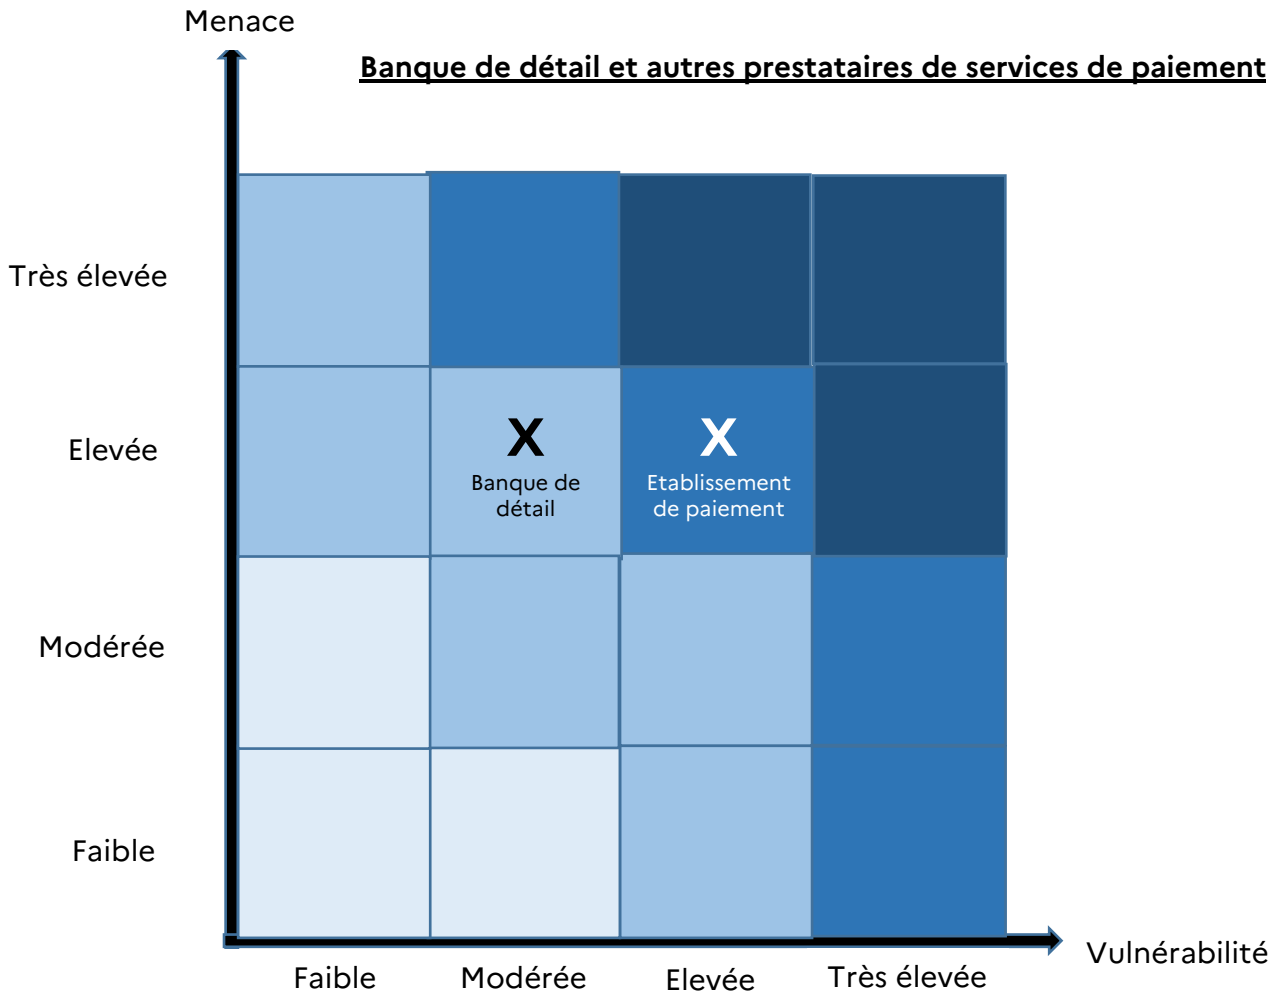 Menace
Banque de détail et autres prestataires de services de paiement
Très élevée
Elevée
X
Banque de
détail
X
Etablissement
de paiement
Modérée
Faible
Vulnérabilité
Faible
Modérée
Elevée
Très élevée